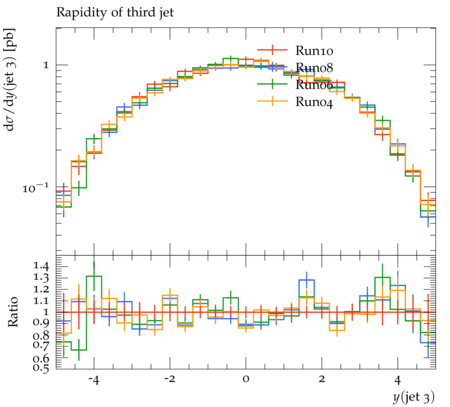 Rapidity of third jet
dσ/dy(jet 3) [pb]
Run10
Run08
Run06
Run04
1
10⁻¹
Ratio
1.4
1.3
1.2
1.1
1
0.9
0.8
0.7
0.6
0.5
-4 -2 0 2 4
y(jet 3)